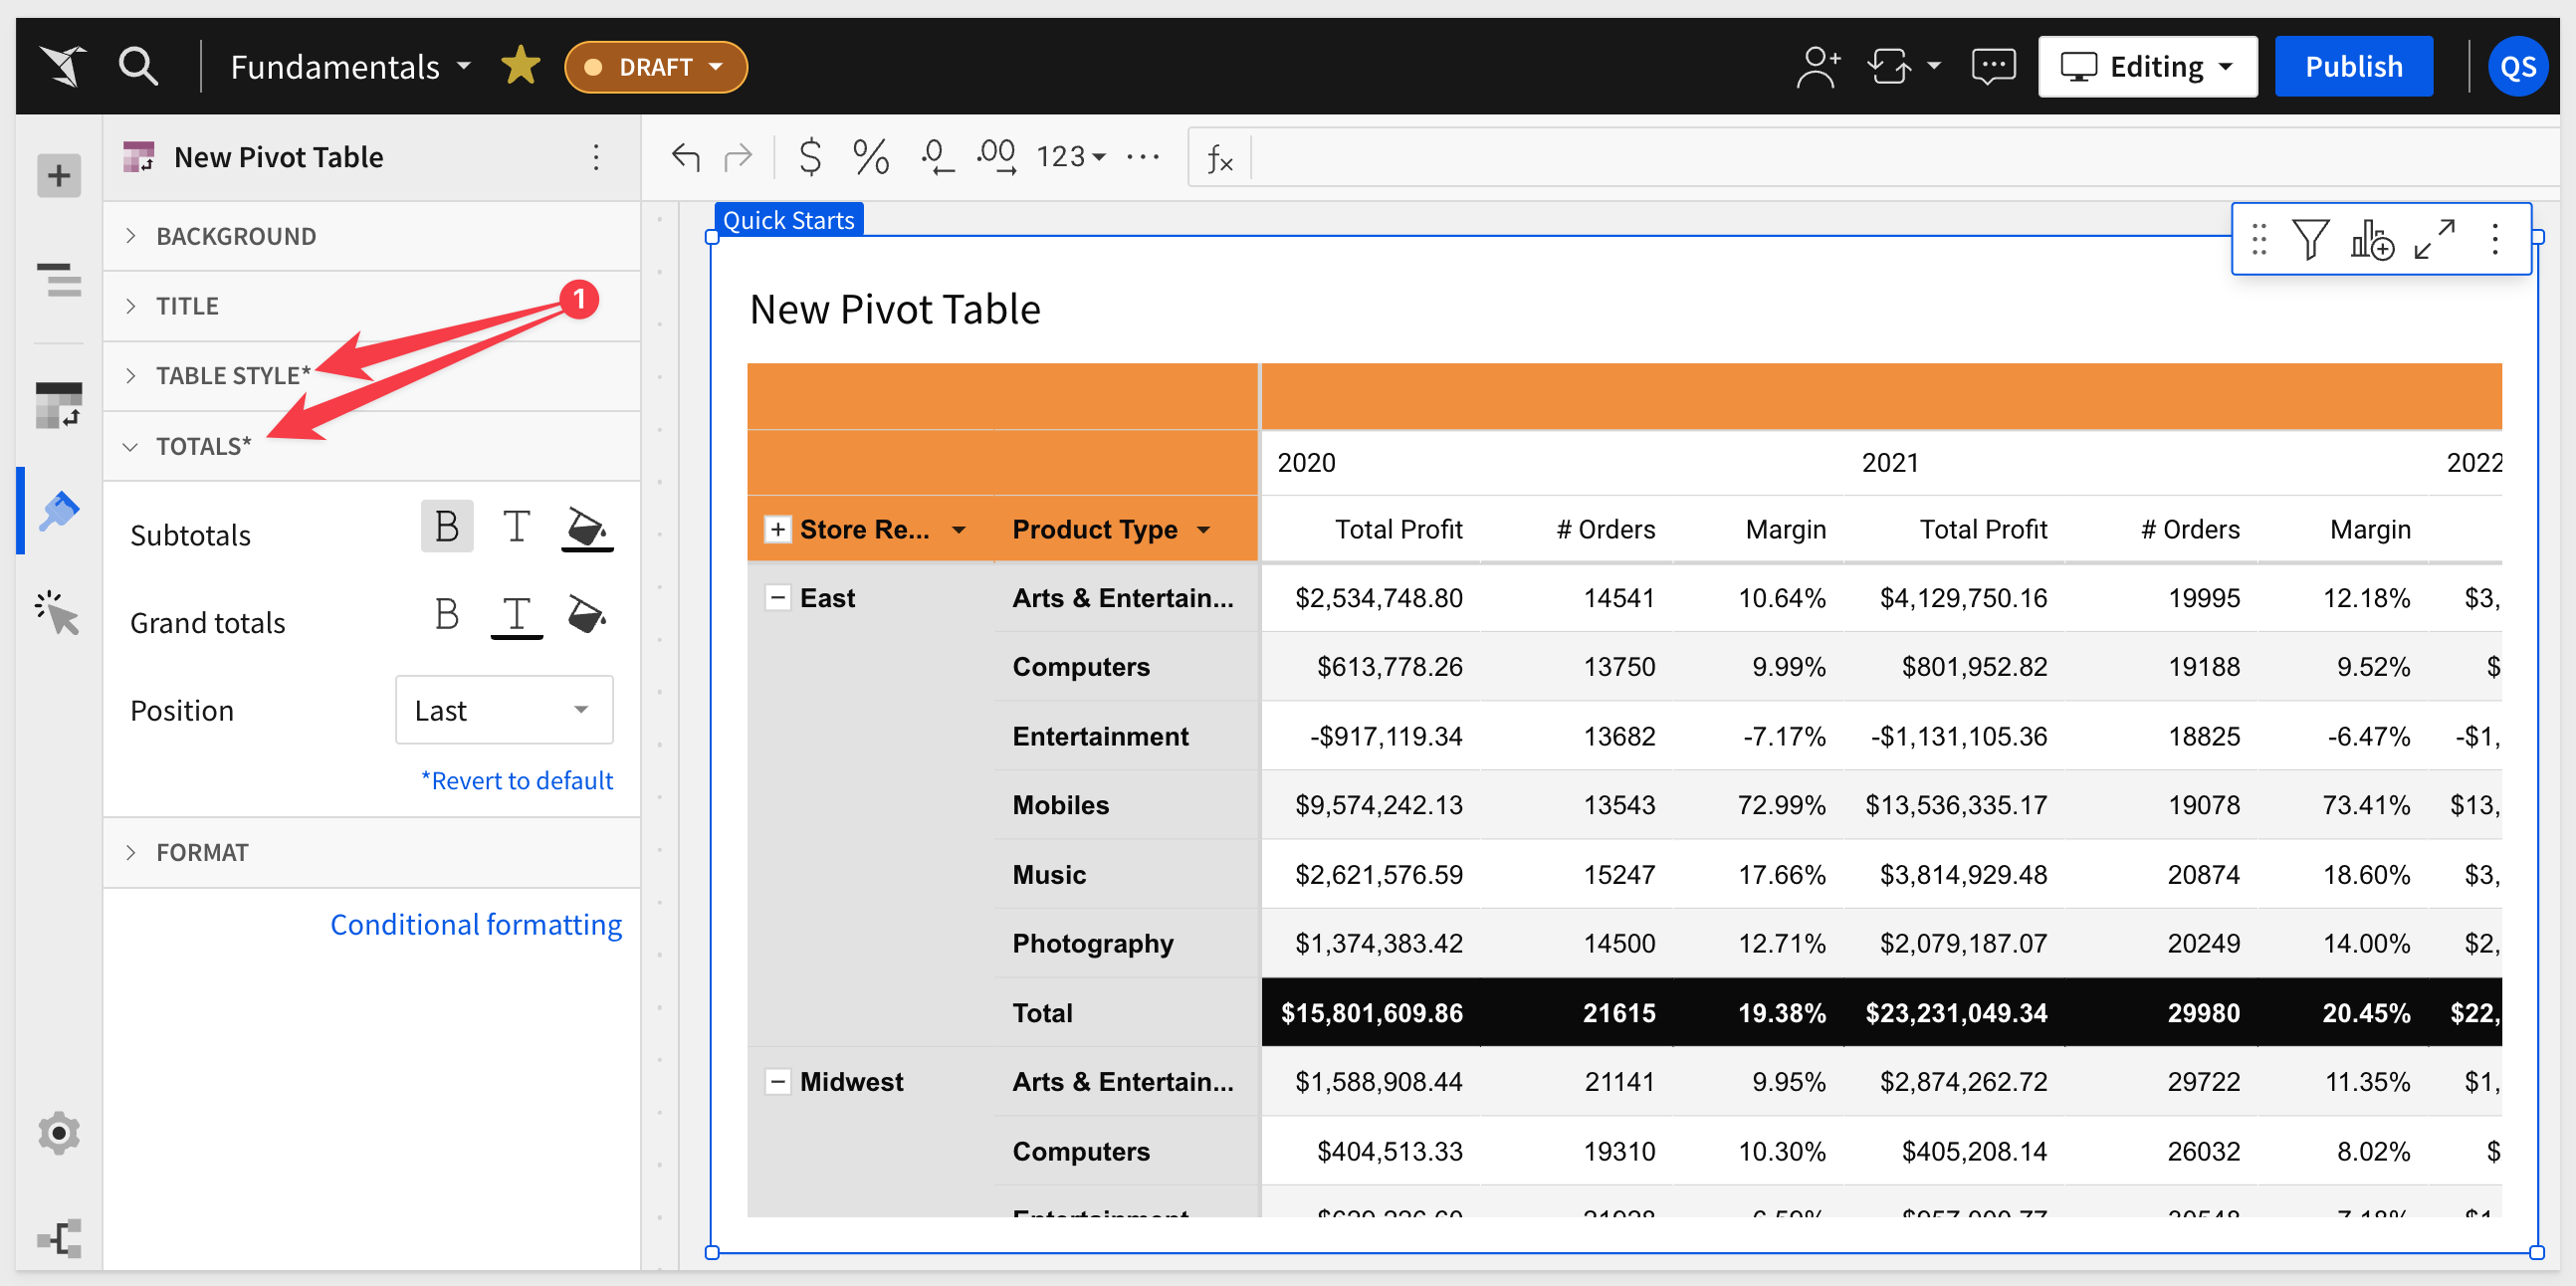 Fundamentals DRAFT Editing Publish QS
New Pivot Table $ % .0 .00 123 fx
BACKGROUND
TITLE
1
TABLE STYLE*
TOTALS*
Subtotals B T
Grand totals B T
Position Last
*Revert to default
FORMAT
Conditional formatting
Quick Starts
New Pivot Table
2020 2021 2022
Store Re... Product Type Total Profit # Orders Margin Total Profit # Orders Margin
East Arts & Entertain... $2,534,748.80 14541 10.64% $4,129,750.16 19995 12.18% $3,
Computers $613,778.26 13750 9.99% $801,952.82 19188 9.52% $
Entertainment -$917,119.34 13682 -7.17% -$1,131,105.36 18825 -6.47% -$1,
Mobiles $9,574,242.13 13543 72.99% $13,536,335.17 19078 73.41% $13,
Music $2,621,576.59 15247 17.66% $3,814,929.48 20874 18.60% $3,
Photography $1,374,383.42 14500 12.71% $2,079,187.07 20249 14.00% $2,
Total $15,801,609.86 21615 19.38% $23,231,049.34 29980 20.45% $22,
Midwest Arts & Entertain... $1,588,908.44 21141 9.95% $2,874,262.72 29722 11.35% $1,
Computers $404,513.33 19310 10.30% $405,208.14 26032 8.02% $
Entertainment